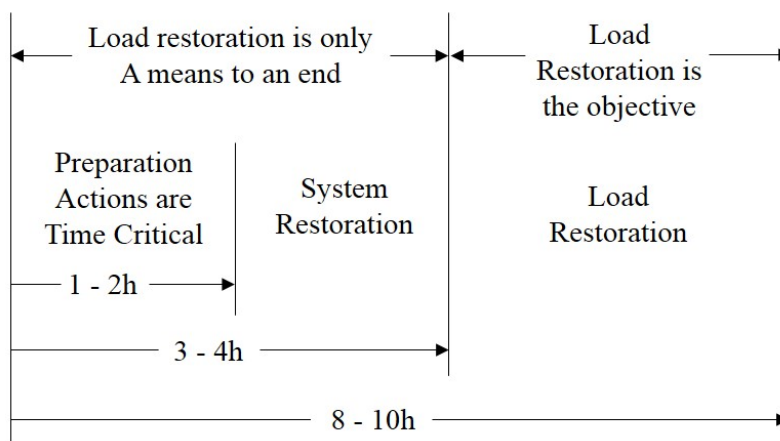 Load restoration is only
A means to an end
Load
Restoration is
the objective
Preparation
Actions are
Time Critical
System
Restoration
Load
Restoration
1 - 2h
3 - 4h
8 - 10h